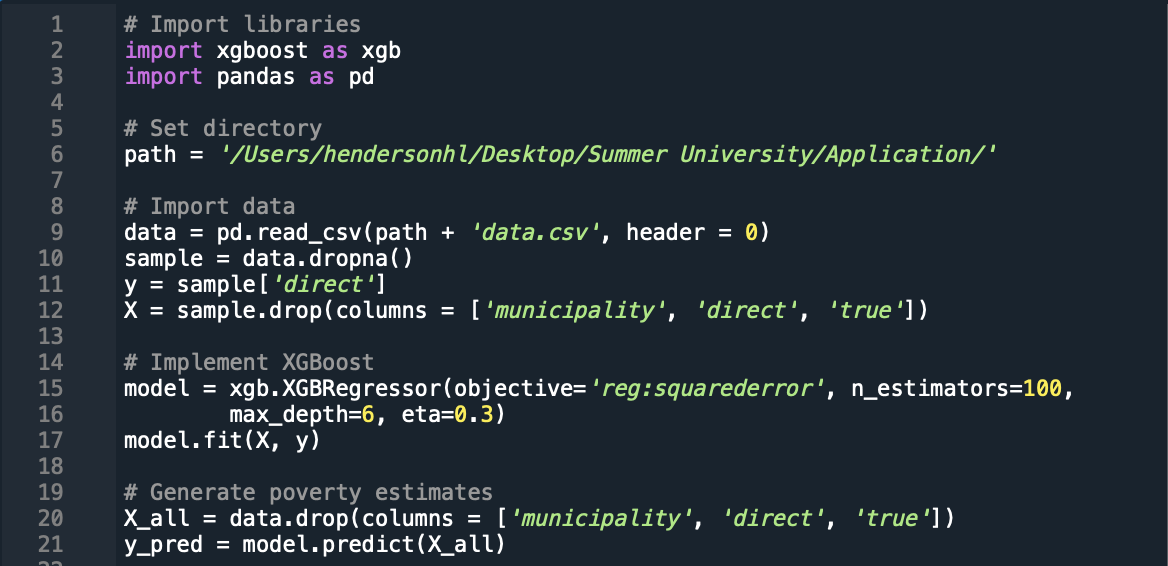 1 # Import libraries
2 import xgboost as xgb
3 import pandas as pd
4
5 # Set directory
6 path = '/Users/hendersonhl/Desktop/Summer University/Application/'
7
8 # Import data
9 data = pd.read_csv(path + 'data.csv', header = 0)
10 sample = data.dropna()
11 y = sample['direct']
12 X = sample.drop(columns = ['municipality', 'direct', 'true'])
13
14 # Implement XGBoost
15 model = xgb.XGBRegressor(objective='reg:squarederror', n_estimators=100,
16 max_depth=6, eta=0.3)
17 model.fit(X, y)
18
19 # Generate poverty estimates
20 X_all = data.drop(columns = ['municipality', 'direct', 'true'])
21 y_pred = model.predict(X_all)